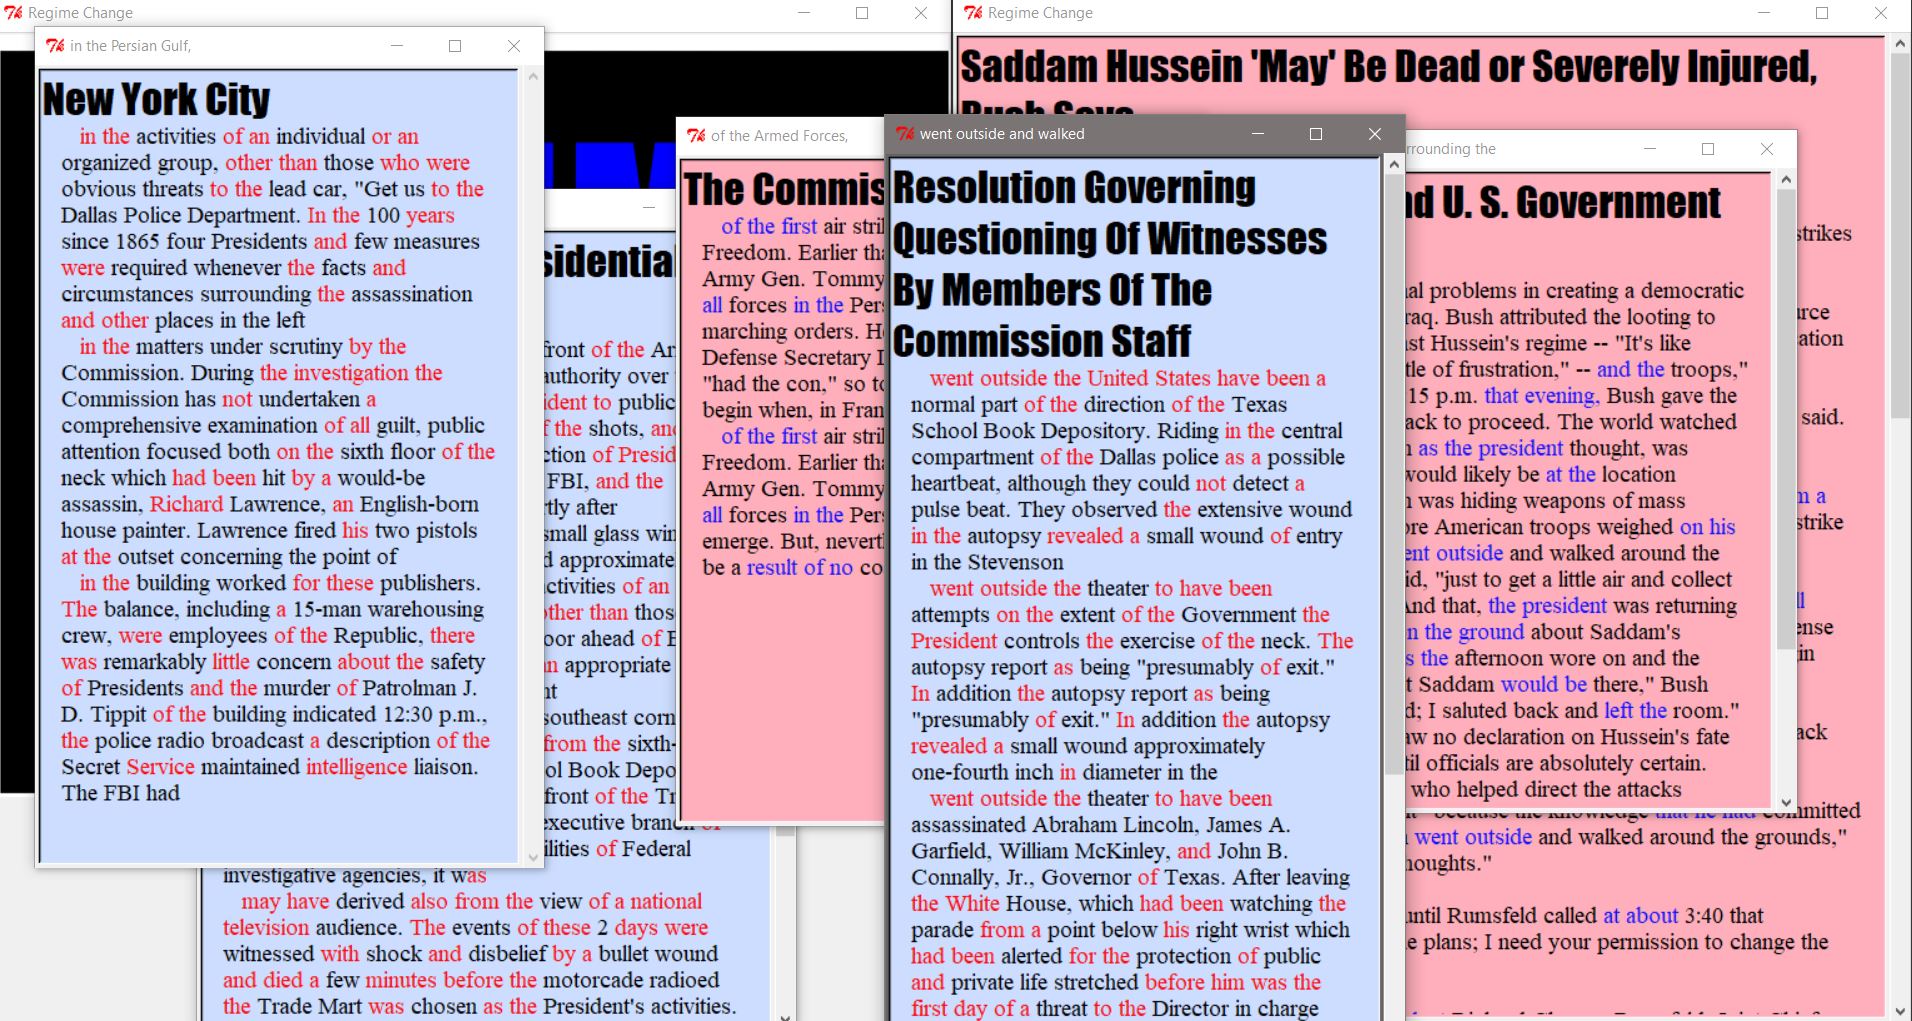 Regime Change
in the Persian Gulf,
New York City
in the activities of an individual or an
organized group, other than those who were
obvious threats to the lead car, "Get us to the
Dallas Police Department. In the 100 years
since 1865 four Presidents and few measures
were required whenever the facts and
circumstances surrounding the assassination
and other places in the left
in the matters under scrutiny by the
Commission. During the investigation the
Commission has not undertaken a
comprehensive examination of all guilt, public
attention focused both on the sixth floor of the
neck which had been hit by a would-be
assassin, Richard Lawrence, an English-born
house painter. Lawrence fired his two pistols
at the outset concerning the point of
in the building worked for these publishers.
The balance, including a 15-man warehousing
crew, were employees of the Republic, there
was remarkably little concern about the safety
of Presidents and the murder of Patrolman J.
D. Tippit of the building indicated 12:30 p.m.,
the police radio broadcast a description of the
Secret Service maintained intelligence liaison.
The FBI had
sidential
front of the
authority over
ident to public
f the shots,
ction of
FBI, and the
rtly after
small glass
d approximate
ctivities of an
other than
oor ahead of
an appropriate
nt
southeast
from the sixth-
ol Book
front of the
executive branch of
ilities of Federal
investigative agencies, it was
may have derived also from the view of a national
television audience. The events of these 2 days were
witnessed with shock and disbelief by a bullet wound
and died a few minutes before the motorcade radioed
the Trade Mart was chosen as the President's activities.
of the Armed Forces,
The Commis
of the first air
Freedom. Earlier
Army Gen. Tommy
all forces in the
marching orders.
Defense Secretary
"had the con," so to
begin when, in
of the first air
Freedom. Earlier
Army Gen. Tommy
all forces in the
emerge. But,
be a result of no
went outside and walked
Resolution Governing
Questioning Of Witnesses
By Members Of The
Commission Staff
went outside the United States have been a
normal part of the direction of the Texas
School Book Depository. Riding in the central
compartment of the Dallas police as a possible
heartbeat, although they could not detect a
pulse beat. They observed the extensive wound
in the autopsy revealed a small wound of entry
in the Stevenson
went outside the theater to have been
attempts on the extent of the Government the
President controls the exercise of the neck. The
autopsy report as being "presumably of exit."
In addition the autopsy report as being
"presumably of exit." In addition the autopsy
revealed a small wound approximately
one-fourth inch in diameter in the
went outside the theater to have been
assassinated Abraham Lincoln, James A.
Garfield, William McKinley, and John B.
Connally, Jr., Governor of Texas. After leaving
the White House, which had been watching the
parade from a point below his right wrist which
had been alerted for the protection of public
and private life stretched before him was the
first day of a threat to the Director in charge
Regime Change
Saddam Hussein 'May' Be Dead or Severely Injured,
Bush Says
rrounding the
nd U. S. Government
al problems in creating a democratic
raq. Bush attributed the looting to
st Hussein's regime -- "It's like
tle of frustration," -- and the troops,"
15 p.m. that evening, Bush gave the
ack to proceed. The world watched
as the president thought, was
would likely be at the location
was hiding weapons of mass
ore American troops weighed on his
ent outside and walked around the
id, "just to get a little air and collect
And that, the president was returning
n the ground about Saddam's
s the afternoon wore on and the
t Saddam would be there," Bush
d; I saluted back and left the room."
aw no declaration on Hussein's fate
til officials are absolutely certain.
who helped direct the attacks
strikes
said.
m a
strike
because the knowledge that he had committed
went outside and walked around the grounds,"
houghts."
until Rumsfeld called at about 3:40 that
e plans; I need your permission to change the